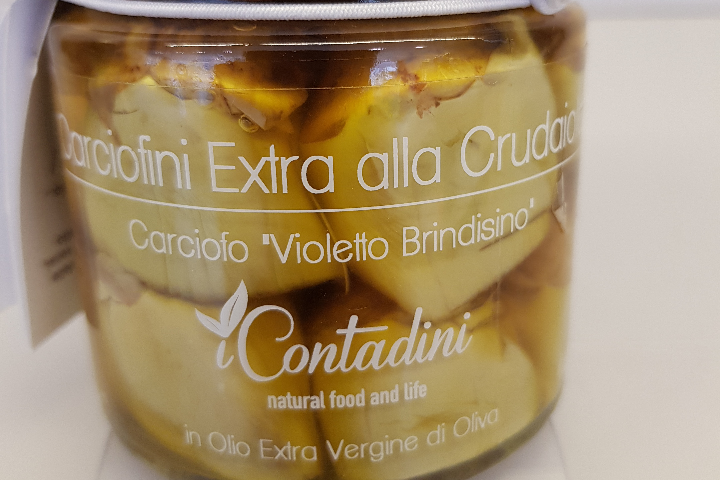 Carciofini Extra alla Crudaiola
Carciofo "Violetto Brindisino"
iContadini
natural food and life
in Olio Extra Vergine di Oliva